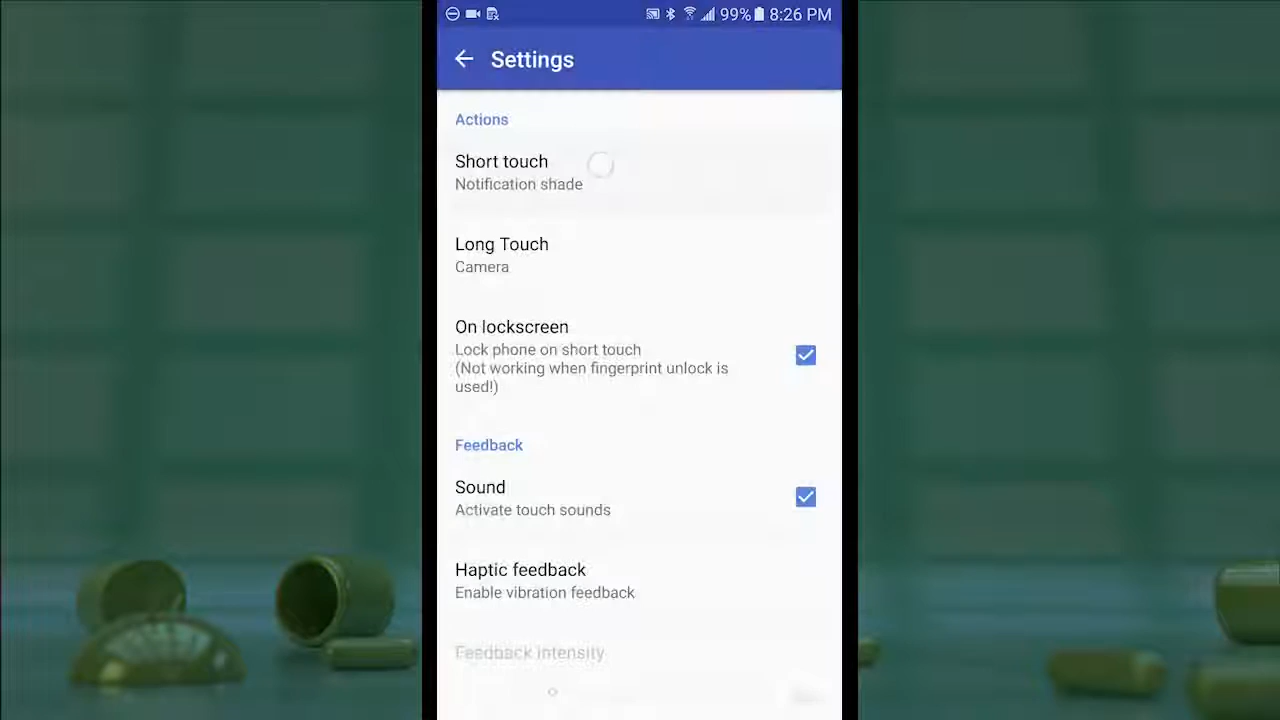 99% 8:26 PM
Settings
Actions
Short touch
Notification shade
Long Touch
Camera
On lockscreen
Lock phone on short touch
(Not working when fingerprint unlock is
used!)
Feedback
Sound
Activate touch sounds
Haptic feedback
Enable vibration feedback
Feedback intensity